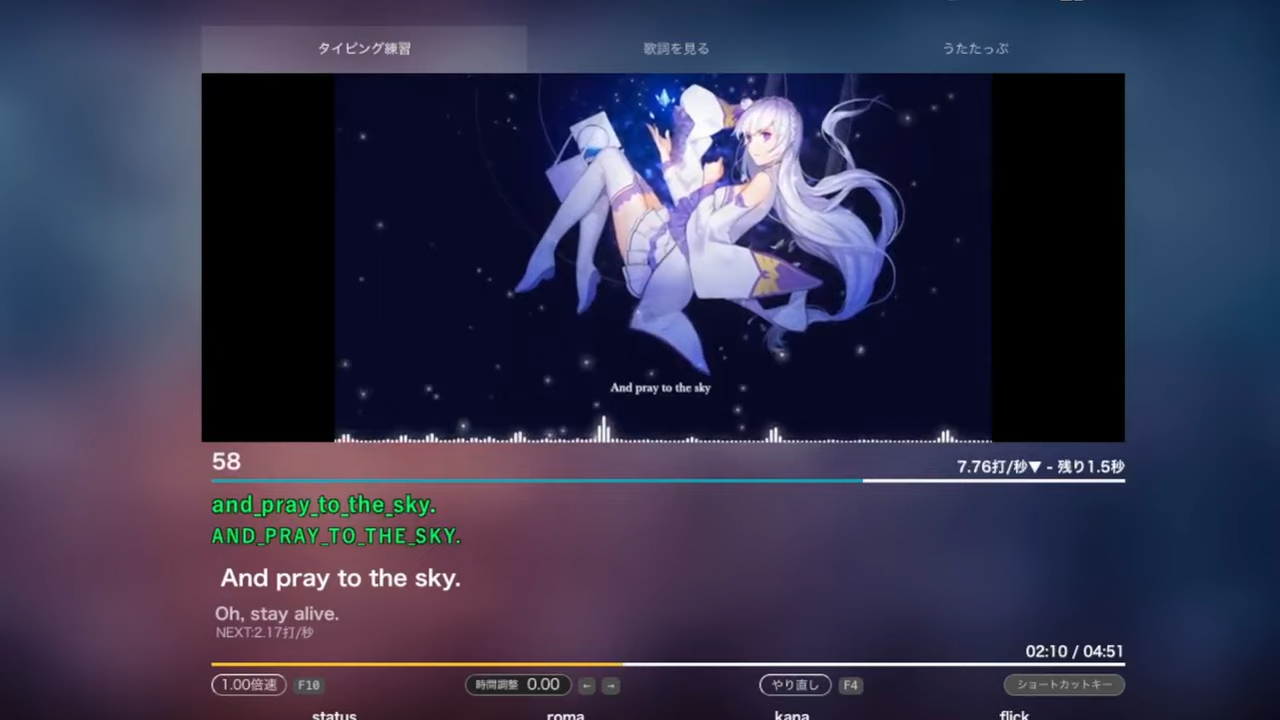 タイピング練習 歌詞を見る うたたっぷ
And pray to the sky
58 7.76打/秒▼ - 残り1.5秒
and_pray_to_the_sky.
AND_PRAY_TO_THE_SKY.
And pray to the sky.
Oh, stay alive.
NEXT:2.17打/秒
02:10 / 04:51
1.00倍速 F10 時間調整 0.00 ← → やり直し F4 ショートカットキー
status roma kana flick